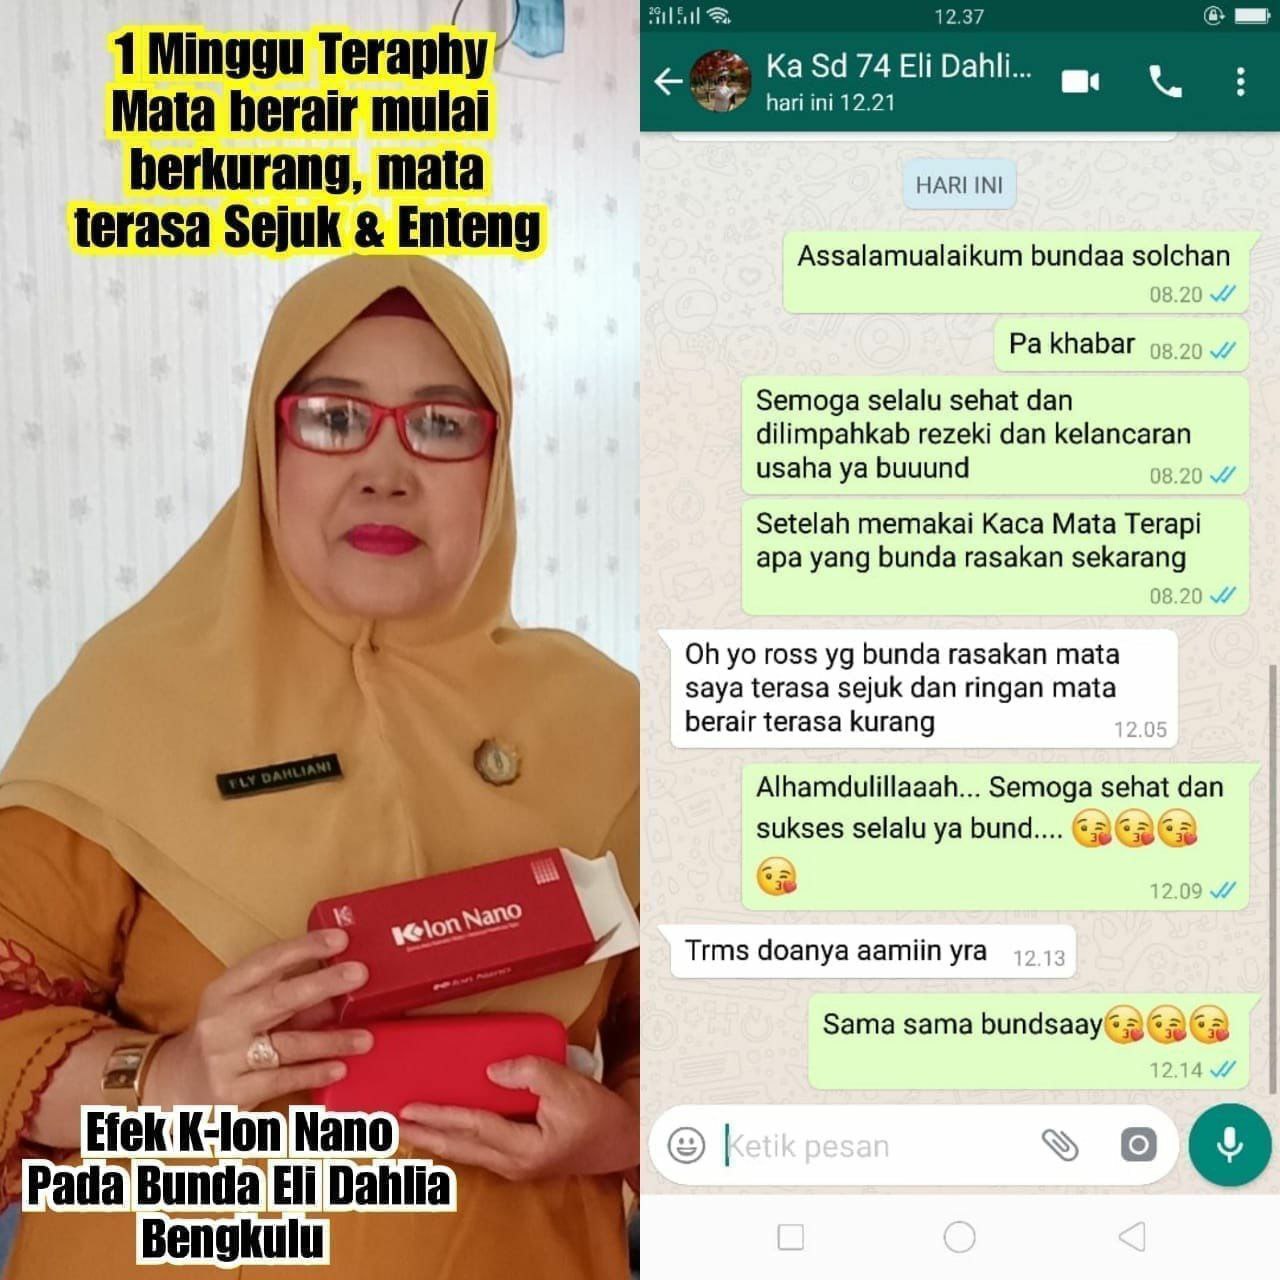 1 Minggu Teraphy
Mata berair mulai
berkurang, mata
terasa Sejuk & Enteng
ELY DAHLIANI
K-Ion Nano
K-Ion Nano
Efek K-Ion Nano
Pada Bunda Eli Dahlia
Bengkulu
2G
E
12.37
Ka Sd 74 Eli Dahli...
hari ini 12.21
HARI INI
Assalamualaikum bundaa solchan
08.20
Pa khabar 08.20
Semoga selalu sehat dan
dilimpahkab rezeki dan kelancaran
usaha ya buuund 08.20
Setelah memakai Kaca Mata Terapi
apa yang bunda rasakan sekarang
08.20
Oh yo ross yg bunda rasakan mata
saya terasa sejuk dan ringan mata
berair terasa kurang 12.05
Alhamdulillaaah... Semoga sehat dan
sukses selalu ya bund.... 😘😘😘
😘 12.09
Trms doanya aamiin yra 12.13
Sama sama bundsaay😘😘😘
12.14
Ketik pesan